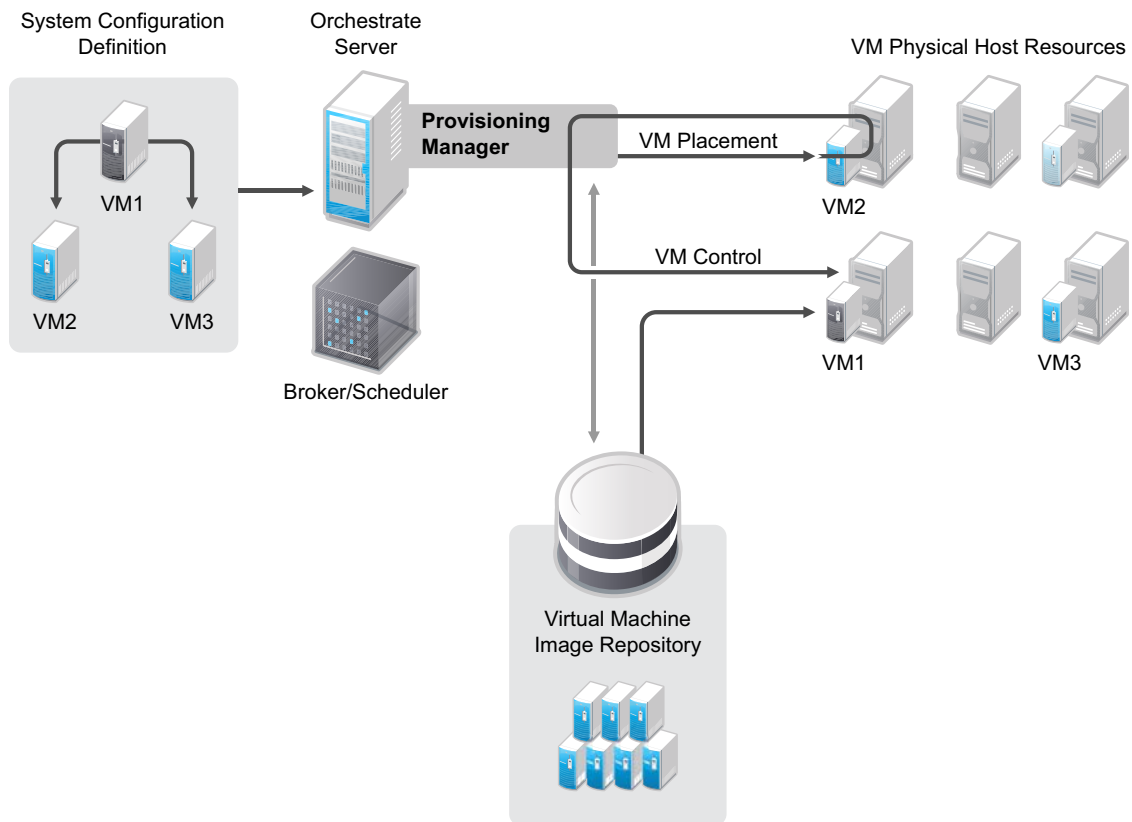 System Configuration
Definition
Orchestrate
Server
VM Physical Host Resources
Provisioning
Manager
VM Placement
VM1
VM2
VM Control
VM2
VM3
VM1
VM3
Broker/Scheduler
Virtual Machine
Image Repository